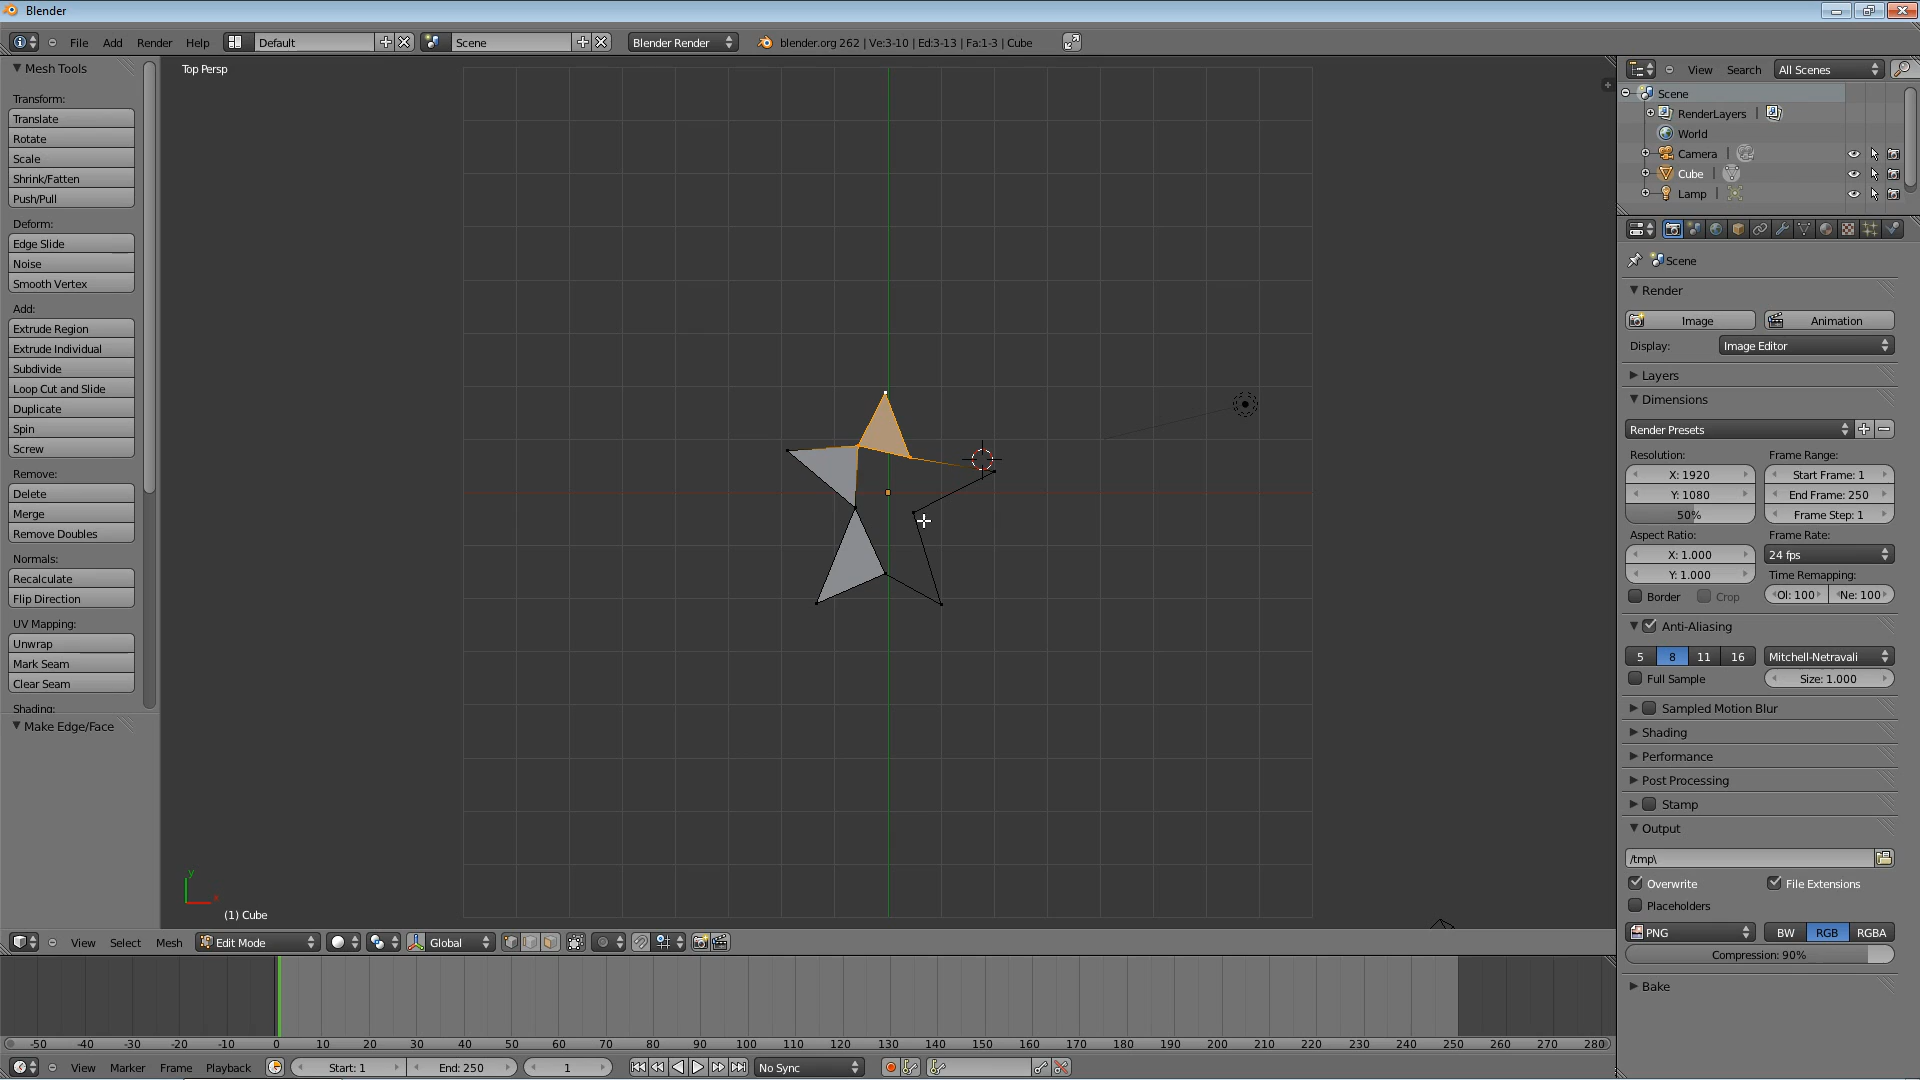 Blender
File Add Render Help Default Scene Blender Render blender.org 262 | Ve:3-10 | Ed:3-13 | Fa:1-3 | Cube
Mesh Tools
Transform:
Translate
Rotate
Scale
Shrink/Fatten
Push/Pull
Deform:
Edge Slide
Noise
Smooth Vertex
Add:
Extrude Region
Extrude Individual
Subdivide
Loop Cut and Slide
Duplicate
Spin
Screw
Remove:
Delete
Merge
Remove Doubles
Normals:
Recalculate
Flip Direction
UV Mapping:
Unwrap
Mark Seam
Clear Seam
Shading:
Make Edge/Face
Top Persp
y
x
(1) Cube
View Select Mesh Edit Mode Global
-50 -40 -30 -20 -10 0 10 20 30 40 50 60 70 80 90 100 110 120 130 140 150 160 170 180 190 200 210 220 230 240 250 260 270 280
View Marker Frame Playback Start: 1 End: 250 1 No Sync
View Search All Scenes
Scene
RenderLayers |
World
Camera |
Cube |
Lamp |
Scene
Render
Image Animation
Display: Image Editor
Layers
Dimensions
Render Presets
Resolution: Frame Range:
X: 1920 Start Frame: 1
Y: 1080 End Frame: 250
50% Frame Step: 1
Aspect Ratio: Frame Rate:
X: 1.000 24 fps
Y: 1.000 Time Remapping:
Border Crop Ol: 100 Ne: 100
Anti-Aliasing
5 8 11 16 Mitchell-Netravali
Full Sample Size: 1.000
Sampled Motion Blur
Shading
Performance
Post Processing
Stamp
Output
/tmp\
Overwrite File Extensions
Placeholders
PNG BW RGB RGBA
Compression: 90%
Bake